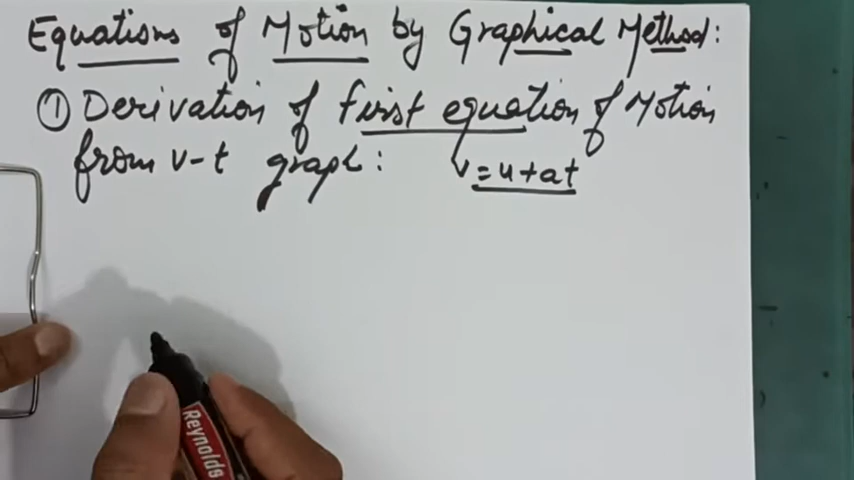 Equations of Motion by Graphical Method:
① Derivation of first equation of Motion
from v-t graph: v = u + at
Reynolds